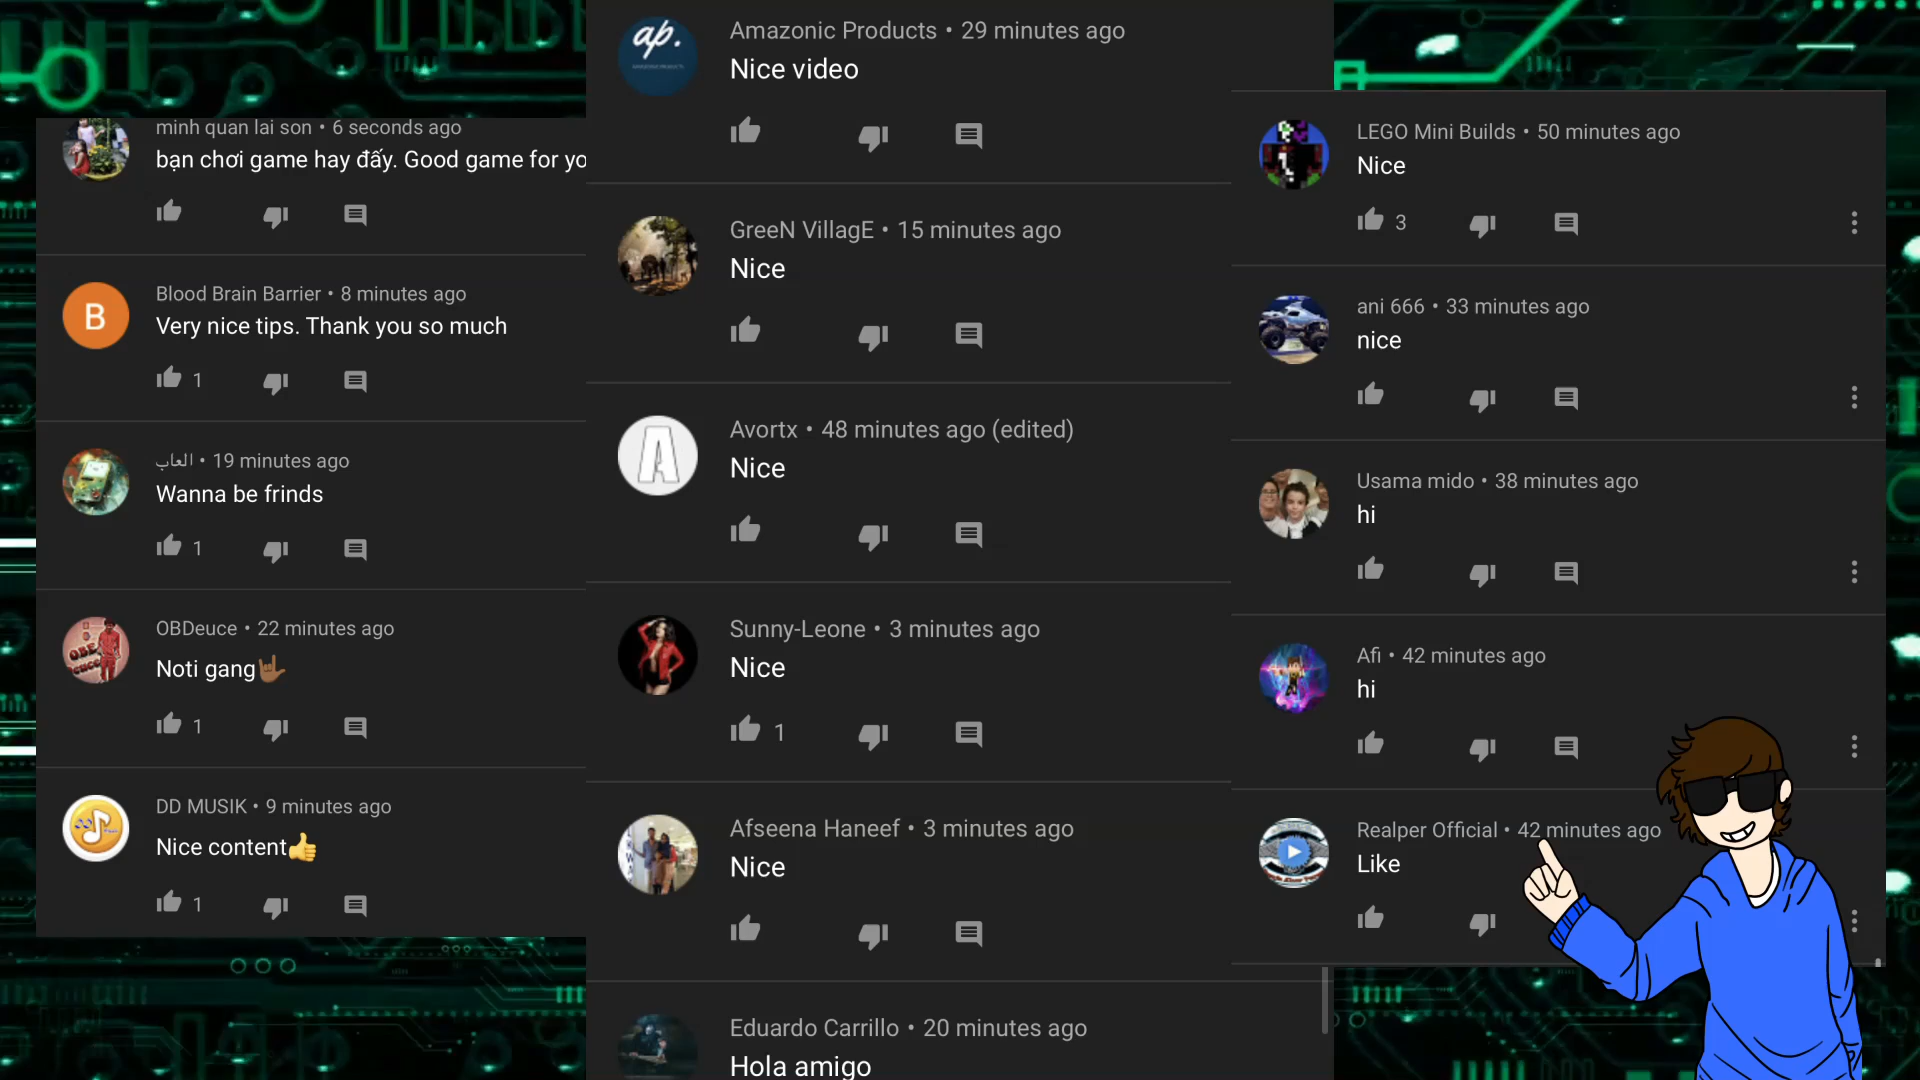 minh quan lai son • 6 seconds ago
bạn chơi game hay đấy. Good game for yo
Blood Brain Barrier • 8 minutes ago
Very nice tips. Thank you so much
1
العاب • 19 minutes ago
Wanna be frinds
1
OBDeuce • 22 minutes ago
Noti gang🤟🏾
1
DD MUSIK • 9 minutes ago
Nice content👍
1
ap.
Amazonic Products • 29 minutes ago
Nice video
GreeN VillagE • 15 minutes ago
Nice
Avortx • 48 minutes ago (edited)
Nice
Sunny-Leone • 3 minutes ago
Nice
1
Afseena Haneef • 3 minutes ago
Nice
Eduardo Carrillo • 20 minutes ago
Hola amigo
LEGO Mini Builds • 50 minutes ago
Nice
3
ani 666 • 33 minutes ago
nice
Usama mido • 38 minutes ago
hi
Afi • 42 minutes ago
hi
Realper Official • 42 minutes ago
Like